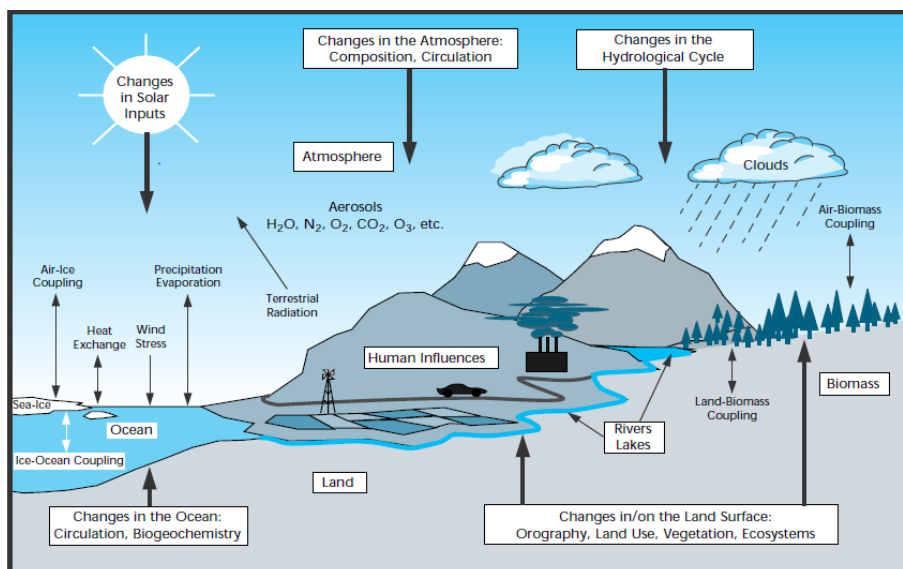 Changes
in Solar
Inputs
Changes in the Atmosphere:
Composition, Circulation
Changes in the
Hydrological Cycle
Atmosphere
Clouds
Aerosols
H₂O, N₂, O₂, CO₂, O₃, etc.
Air-Biomass
Coupling
Air-Ice
Coupling
Precipitation
Evaporation
Terrestrial
Radiation
Heat
Exchange
Wind
Stress
Human Influences
Sea-Ice
Ocean
Ice-Ocean Coupling
Biomass
Land-Biomass
Coupling
Rivers
Lakes
Land
Changes in the Ocean:
Circulation, Biogeochemistry
Changes in/on the Land Surface:
Orography, Land Use, Vegetation, Ecosystems